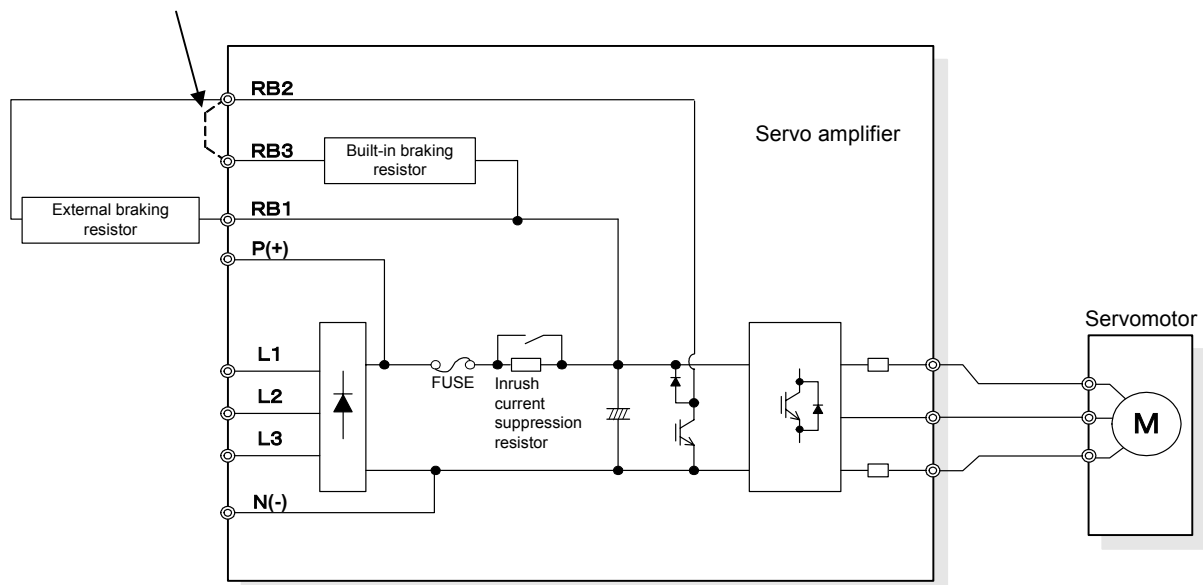 RB2
Servo amplifier
RB3
Built-in braking
resistor
External braking
resistor
RB1
P(+)
Servomotor
L1
FUSE
Inrush
current
suppression
resistor
L2
L3
M
N(-)